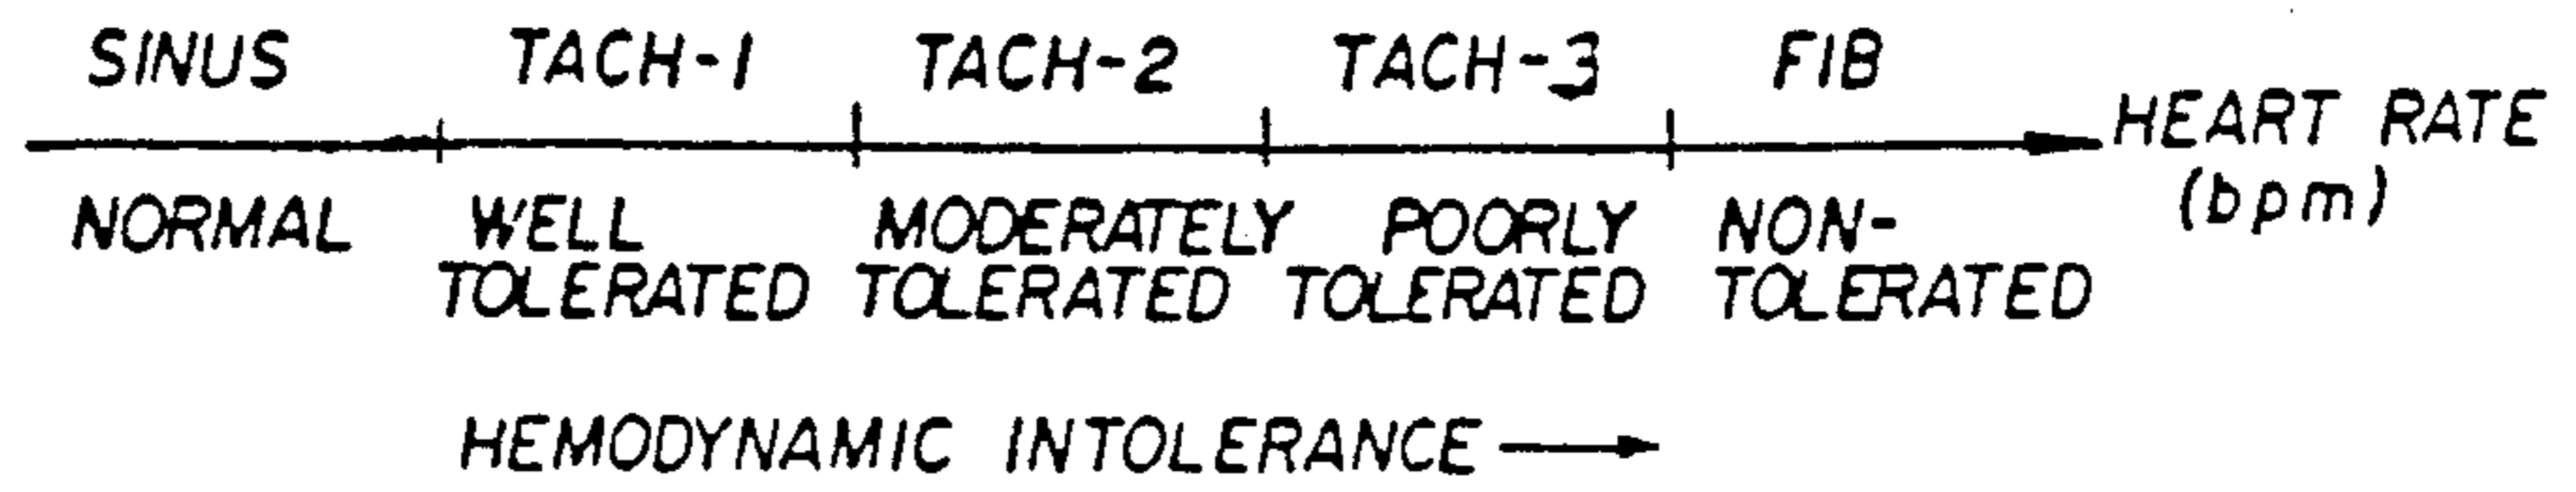 SINUS TACH-1 TACH-2 TACH-3 FIB
HEART RATE
(bpm)
NORMAL WELL MODERATELY POORLY NON-
TOLERATED TOLERATED TOLERATED TOLERATED
HEMODYNAMIC INTOLERANCE